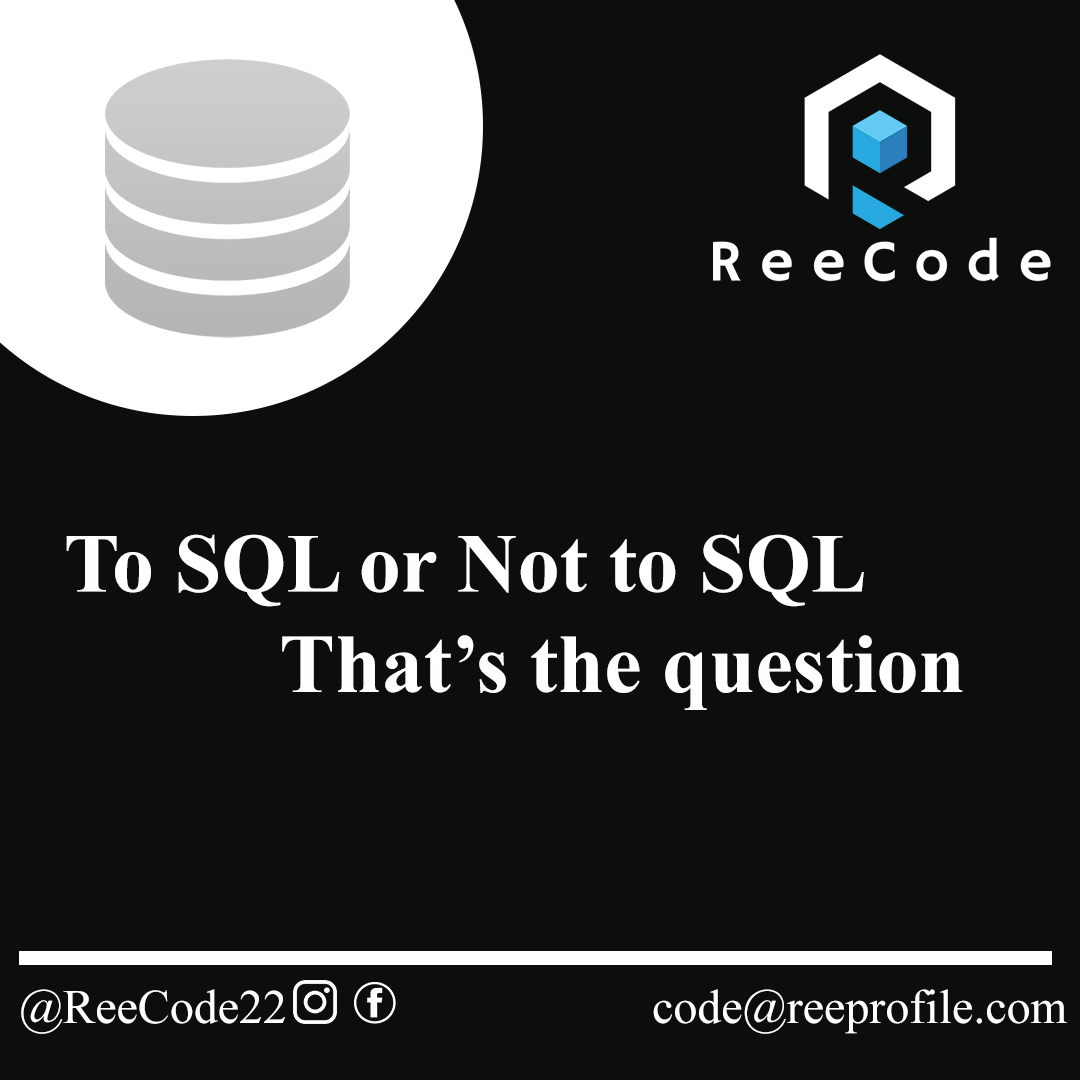 ReeCode
To SQL or Not to SQL
That’s the question
@ReeCode22
code@reeprofile.com